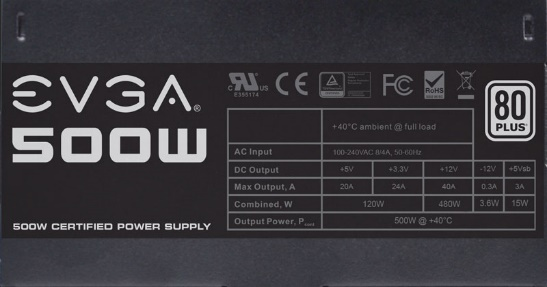 EVGA®
500W
500W CERTIFIED POWER SUPPLY
c RU US
E355174
CE
FC
RoHS
80
PLUS®
+40°C ambient @ full load
AC Input 100-240VAC 8/4A, 50-60Hz
DC Output +5V +3.3V +12V -12V +5Vsb
Max Output, A 20A 24A 40A 0.3A 3A
Combined, W 120W 480W 3.6W 15W
Output Power, Pcont 500W @ +40°C